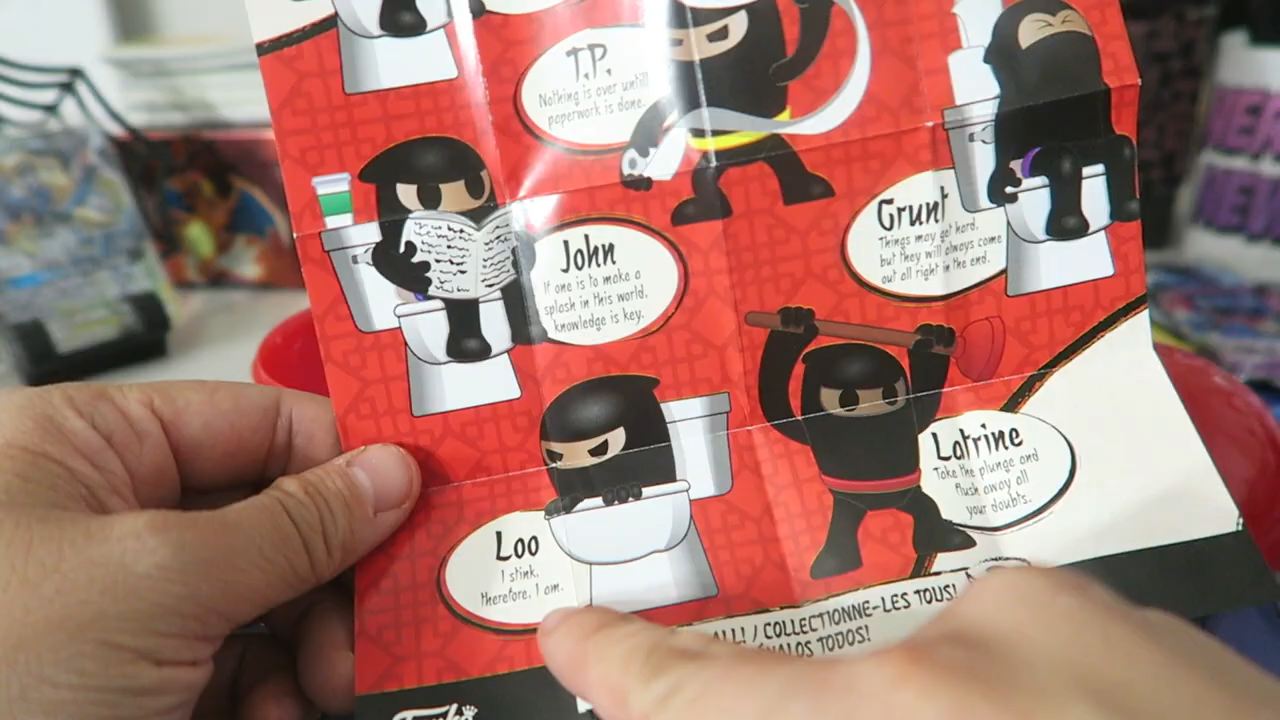 T.P.
Nothing is over untill
paperwork is done.
Grunt
Things may get hard,
but they will always come
out all right in the end.
John
If one is to make a
splash in this world,
knowledge is key.
Latrine
Take the plunge and
flush away all
your doubts.
Loo
I stink,
therefore, I am.
ALL! / COLLECTIONNE-LES TOUS!
TODOS!
Funko